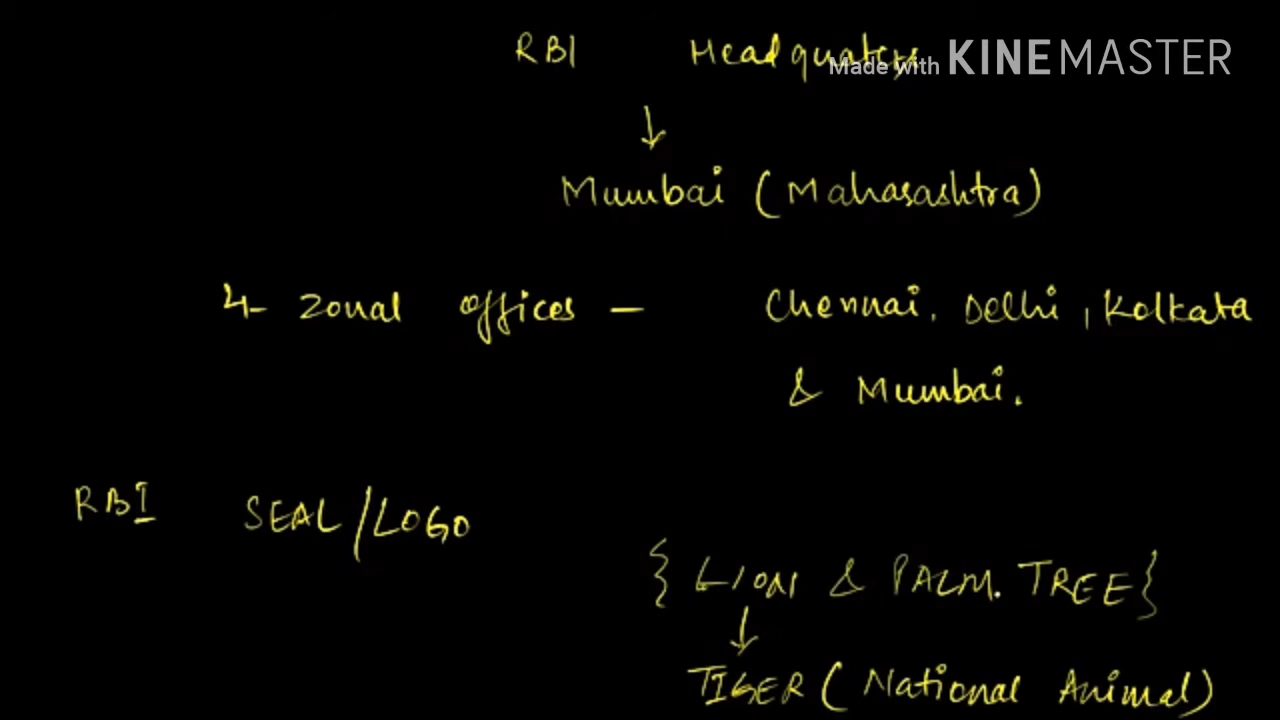 RBI Headquaters
Made with KINEMASTER
↓
Mumbai (Maharashtra)
4- Zonal offices - Chennai, Delhi, Kolkata
& Mumbai.
RBI SEAL/LOGO
{ LION & PALM. TREE }
↓
TIGER (National Animal)